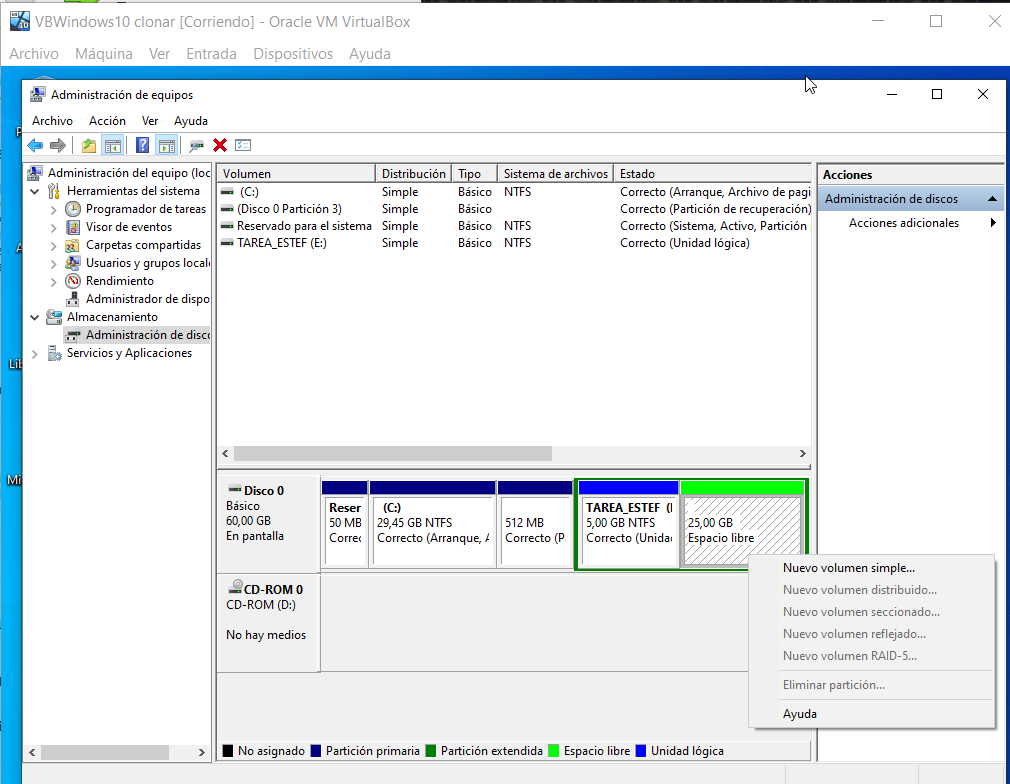 VBWindows10 clonar [Corriendo] - Oracle VM VirtualBox
Archivo Máquina Ver Entrada Dispositivos Ayuda
Administración de equipos
Archivo Acción Ver Ayuda
Administración del equipo (loc
Herramientas del sistema
Programador de tareas
Visor de eventos
Carpetas compartidas
Usuarios y grupos locale
Rendimiento
Administrador de dispo
Almacenamiento
Administración de disco
Servicios y Aplicaciones
Volumen Distribución Tipo Sistema de archivos Estado
(C:) Simple Básico NTFS Correcto (Arranque, Archivo de pagi
(Disco 0 Partición 3) Simple Básico Correcto (Partición de recuperación)
Reservado para el sistema Simple Básico NTFS Correcto (Sistema, Activo, Partición
TAREA_ESTEF (E:) Simple Básico NTFS Correcto (Unidad lógica)
Acciones
Administración de discos
Acciones adicionales
Disco 0
Básico
60,00 GB
En pantalla
Reser
50 MB
Correc
(C:)
29,45 GB NTFS
Correcto (Arranque, A
512 MB
Correcto (P
TAREA_ESTEF (
5,00 GB NTFS
Correcto (Unida
25,00 GB
Espacio libre
CD-ROM 0
CD-ROM (D:)
No hay medios
Nuevo volumen simple...
Nuevo volumen distribuido...
Nuevo volumen seccionado...
Nuevo volumen reflejado...
Nuevo volumen RAID-5...
Eliminar partición...
Ayuda
No asignado Partición primaria Partición extendida Espacio libre Unidad lógica
Lib
Mi